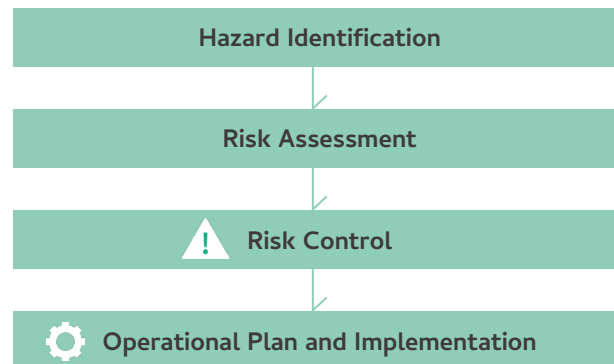 Hazard Identification
Risk Assessment
! Risk Control
Operational Plan and Implementation